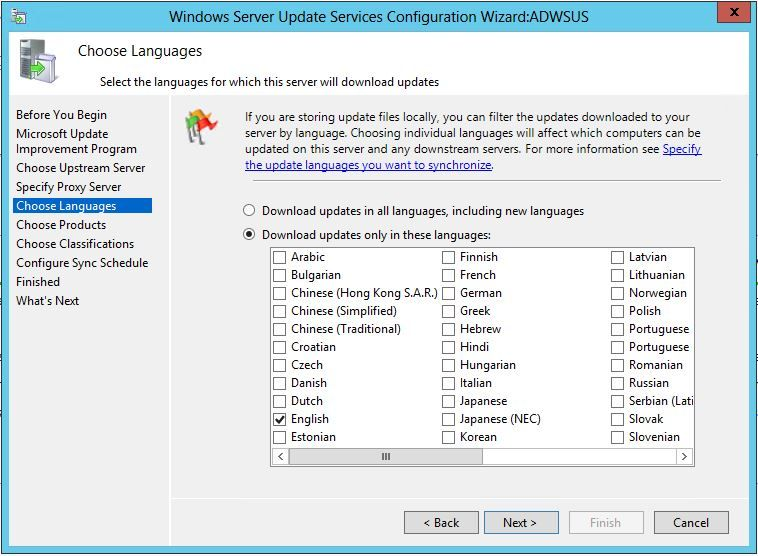 Windows Server Update Services Configuration Wizard:ADWSUS
x
Choose Languages
Select the languages for which this server will download updates
Before You Begin
Microsoft Update
Improvement Program
Choose Upstream Server
Specify Proxy Server
Choose Languages
Choose Products
Choose Classifications
Configure Sync Schedule
Finished
What's Next
If you are storing update files locally, you can filter the updates downloaded to your
server by language. Choosing individual languages will affect which computers can be
updated on this server and any downstream servers. For more information see Specify
the update languages you want to synchronize.
Download updates in all languages, including new languages
Download updates only in these languages:
Arabic
Bulgarian
Chinese (Hong Kong S.A.R.)
Chinese (Simplified)
Chinese (Traditional)
Croatian
Czech
Danish
Dutch
English
Estonian
Finnish
French
German
Greek
Hebrew
Hindi
Hungarian
Italian
Japanese
Japanese (NEC)
Korean
Latvian
Lithuanian
Norwegian
Polish
Portuguese
Portuguese
Romanian
Russian
Serbian (Lati
Slovak
Slovenian
< Back
Next >
Finish
Cancel